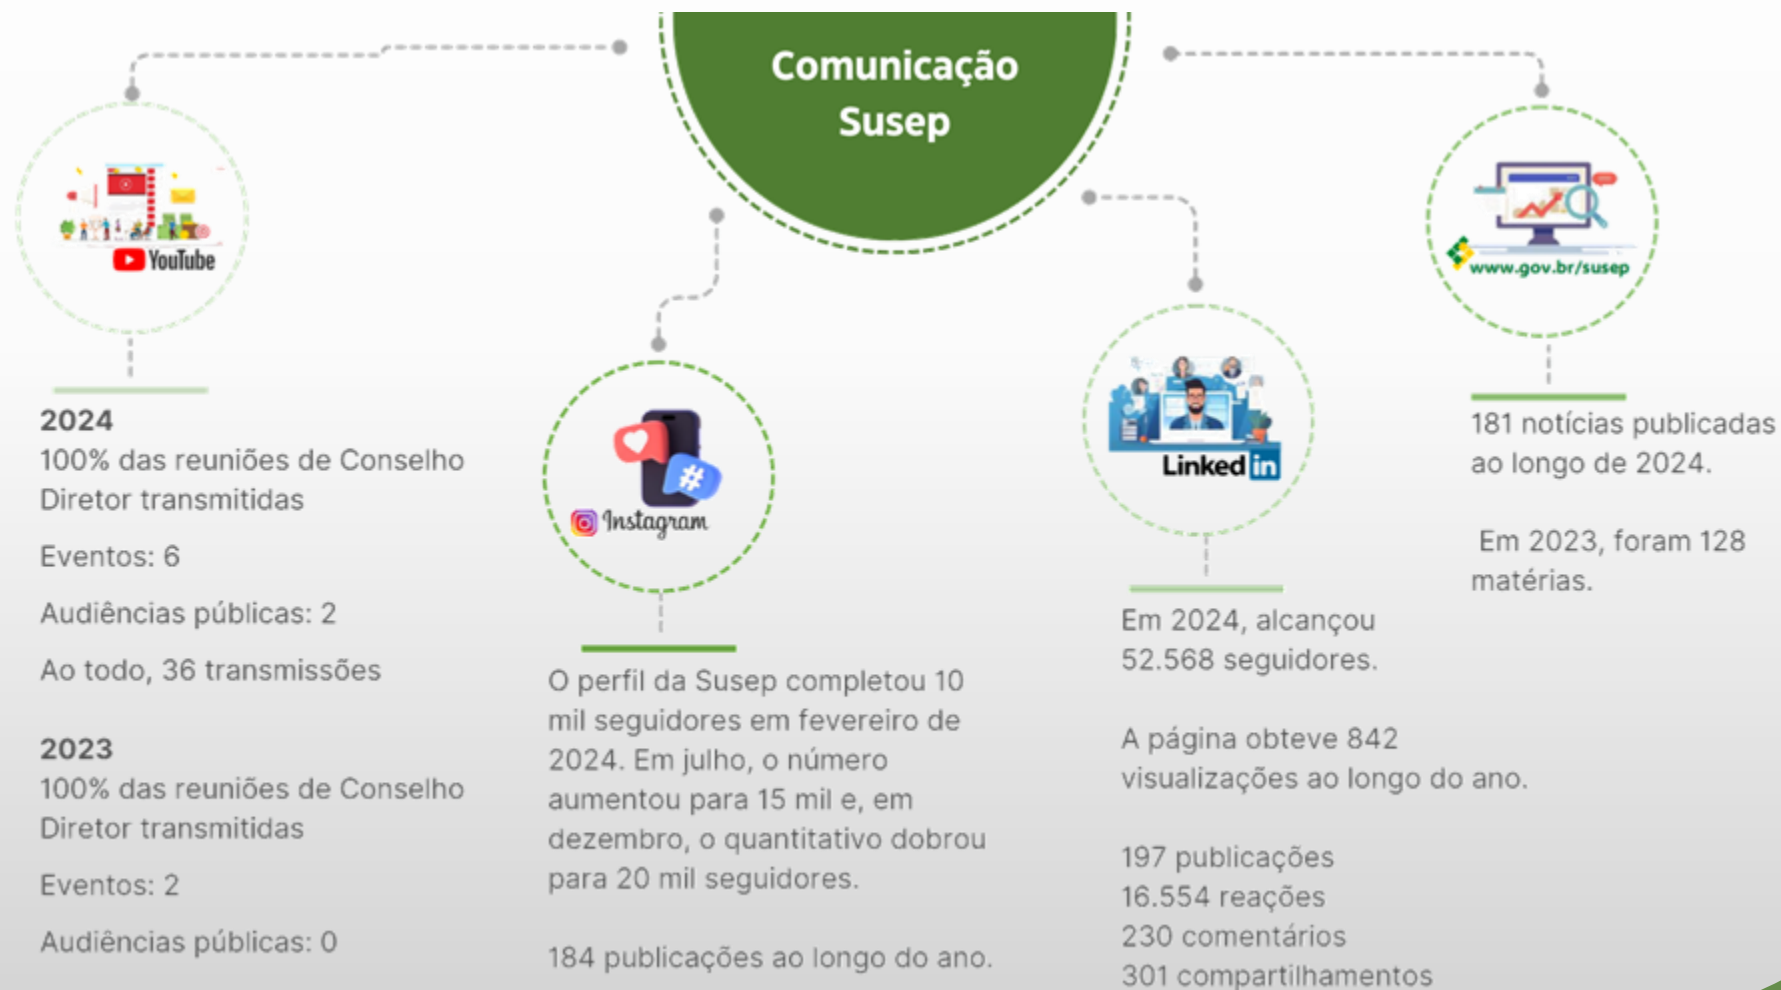 Comunicação
Susep
YouTube
2024
100% das reuniões de Conselho
Diretor transmitidas
Eventos: 6
Audiências públicas: 2
Ao todo, 36 transmissões
2023
100% das reuniões de Conselho
Diretor transmitidas
Eventos: 2
Audiências públicas: 0
#
Instagram
O perfil da Susep completou 10
mil seguidores em fevereiro de
2024. Em julho, o número
aumentou para 15 mil e, em
dezembro, o quantitativo dobrou
para 20 mil seguidores.
184 publicações ao longo do ano.
Linked in
Em 2024, alcançou
52.568 seguidores.
A página obteve 842
visualizações ao longo do ano.
197 publicações
16.554 reações
230 comentários
301 compartilhamentos
www.gov.br/susep
181 notícias publicadas
ao longo de 2024.
Em 2023, foram 128
matérias.